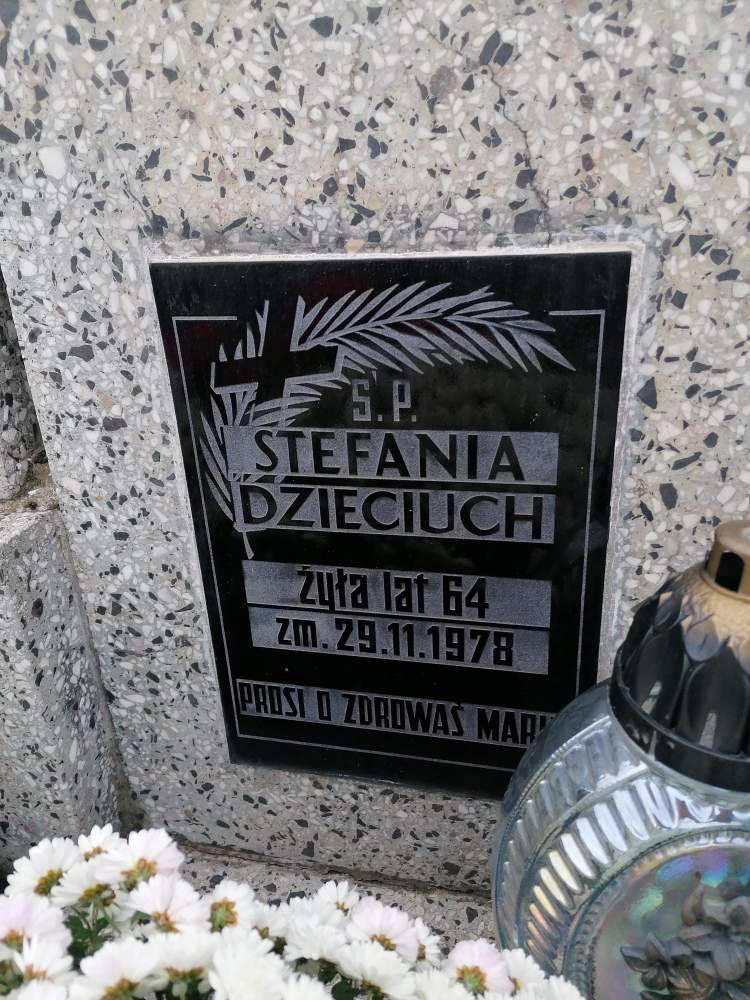 Ś. P.
STEFANIA
DZIECIUCH
żyła lat 64
zm. 29.11.1978
PROSI O ZDROWAŚ